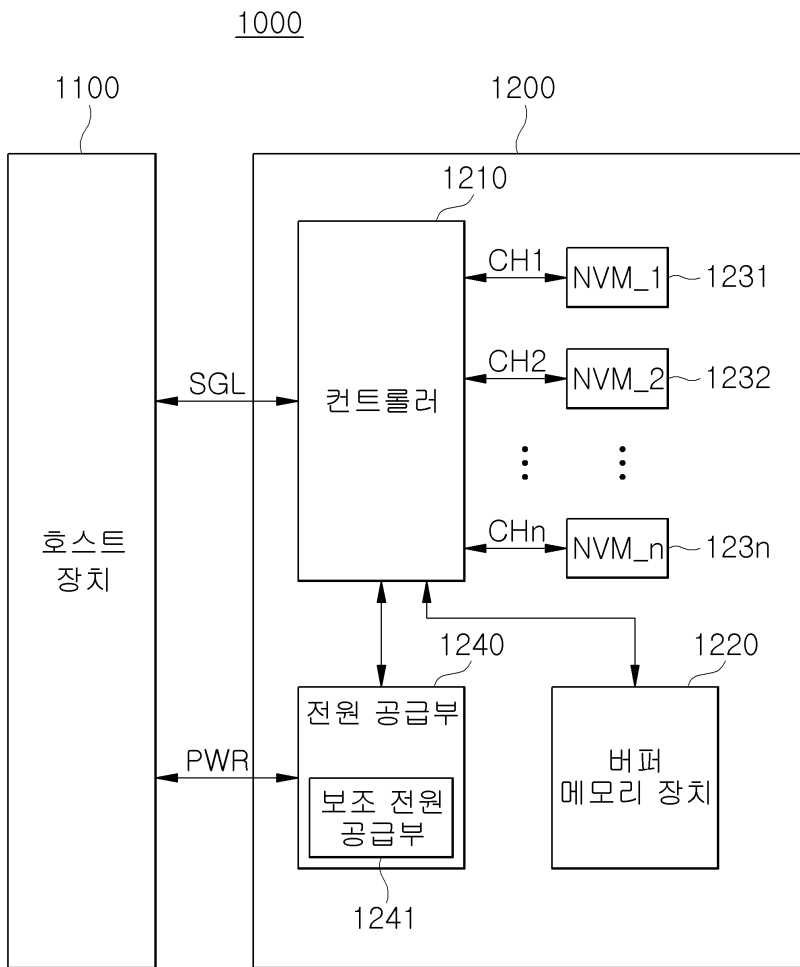 1000
1100
1200
1210
CH1
NVM_1
1231
CH2
NVM_2
1232
SGL
컨트롤러
CHn
NVM_n
123n
호스트
장치
1240
1220
전원 공급부
PWR
보조 전원
공급부
버퍼
메모리 장치
1241